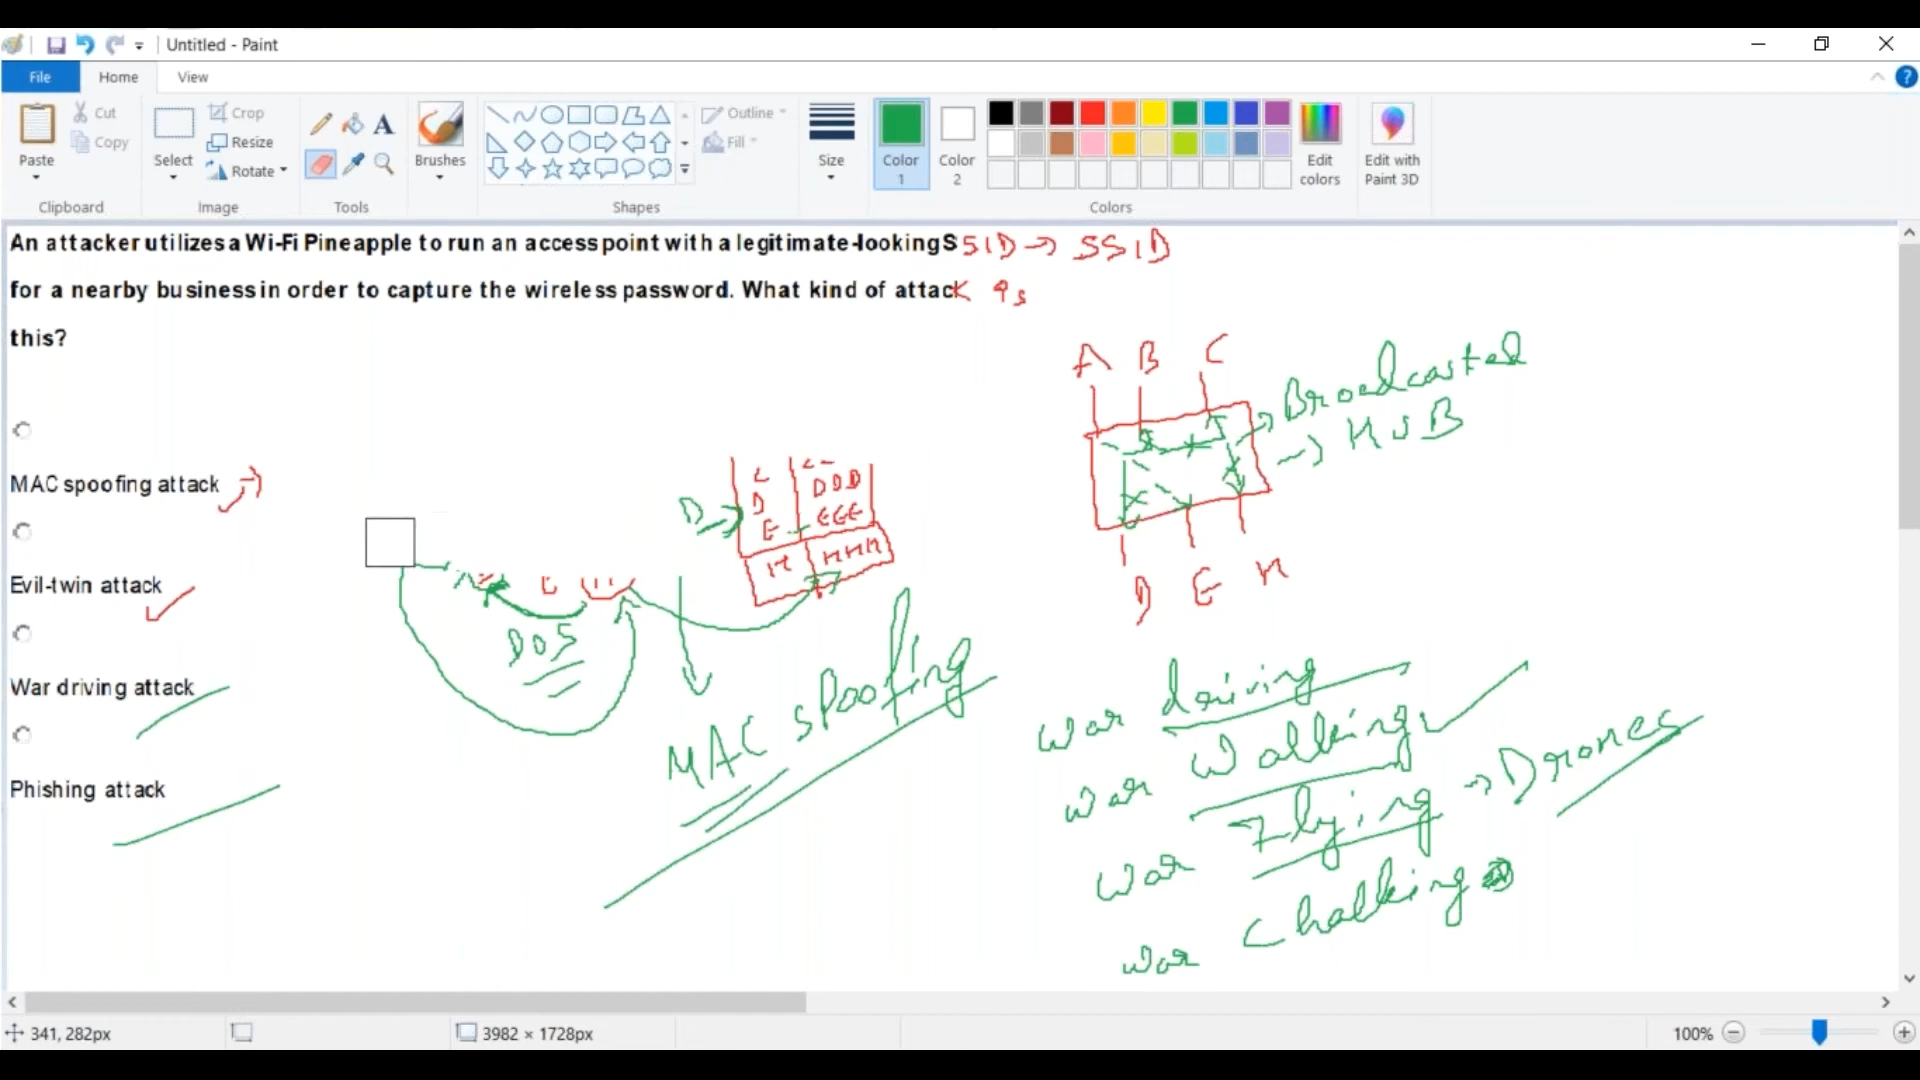 Untitled - Paint
File Home View
Paste Cut Copy
Select Crop Resize Rotate
Brushes
Outline Fill
Size
Color 1
Color 2
Edit colors
Edit with Paint 3D
Clipboard Image Tools Shapes Colors
An attacker utilizes a Wi-Fi Pineapple to run an access point with a legitimate-looking S SID → SSID
for a nearby business in order to capture the wireless password. What kind of attack is
this?
A B C
Broadcasted
MAC spoofing attack
C
D DDD
D E EEE
M MMM
Evil-twin attack
D E M
DOS
War driving attack
MAC spoofing
Phishing attack
War driving
War Walking
War Flying → Drones
War Chalking
341, 282px
3982 × 1728px
100%